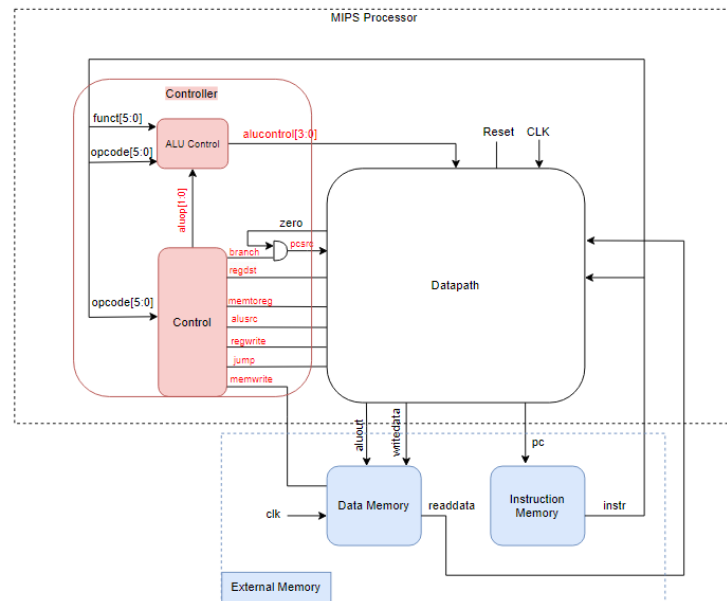 MIPS Processor
Controller
funct[5:0]
ALU Control
alucontrol[3:0]
Reset
CLK
opcode[5:0]
aluop[1:0]
zero
branch
pcsrc
regdst
Datapath
opcode[5:0]
Control
memtoreg
alusrc
regwrite
jump
memwrite
aluout
writedata
pc
clk
Data Memory
readdata
Instruction
Memory
instr
External Memory